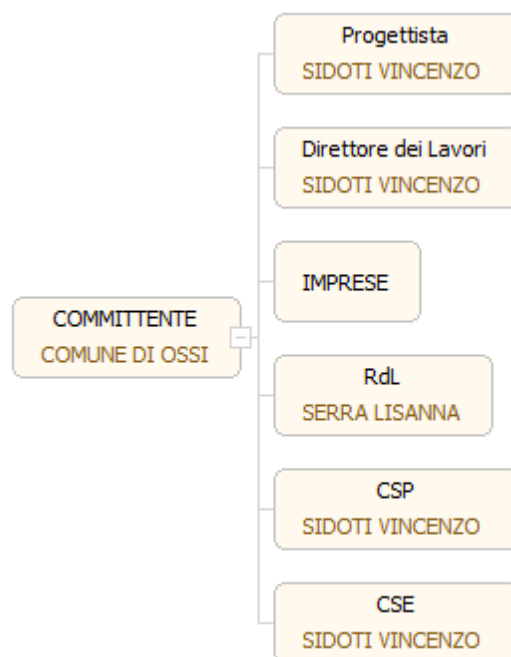 Progettista
SIDOTI VINCENZO
Direttore dei Lavori
SIDOTI VINCENZO
IMPRESE
COMMITTENTE
COMUNE DI OSSI
RdL
SERRA LISANNA
CSP
SIDOTI VINCENZO
CSE
SIDOTI VINCENZO